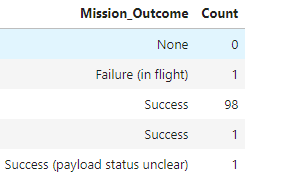 Mission_Outcome Count
None 0
Failure (in flight) 1
Success 98
Success 1
Success (payload status unclear) 1